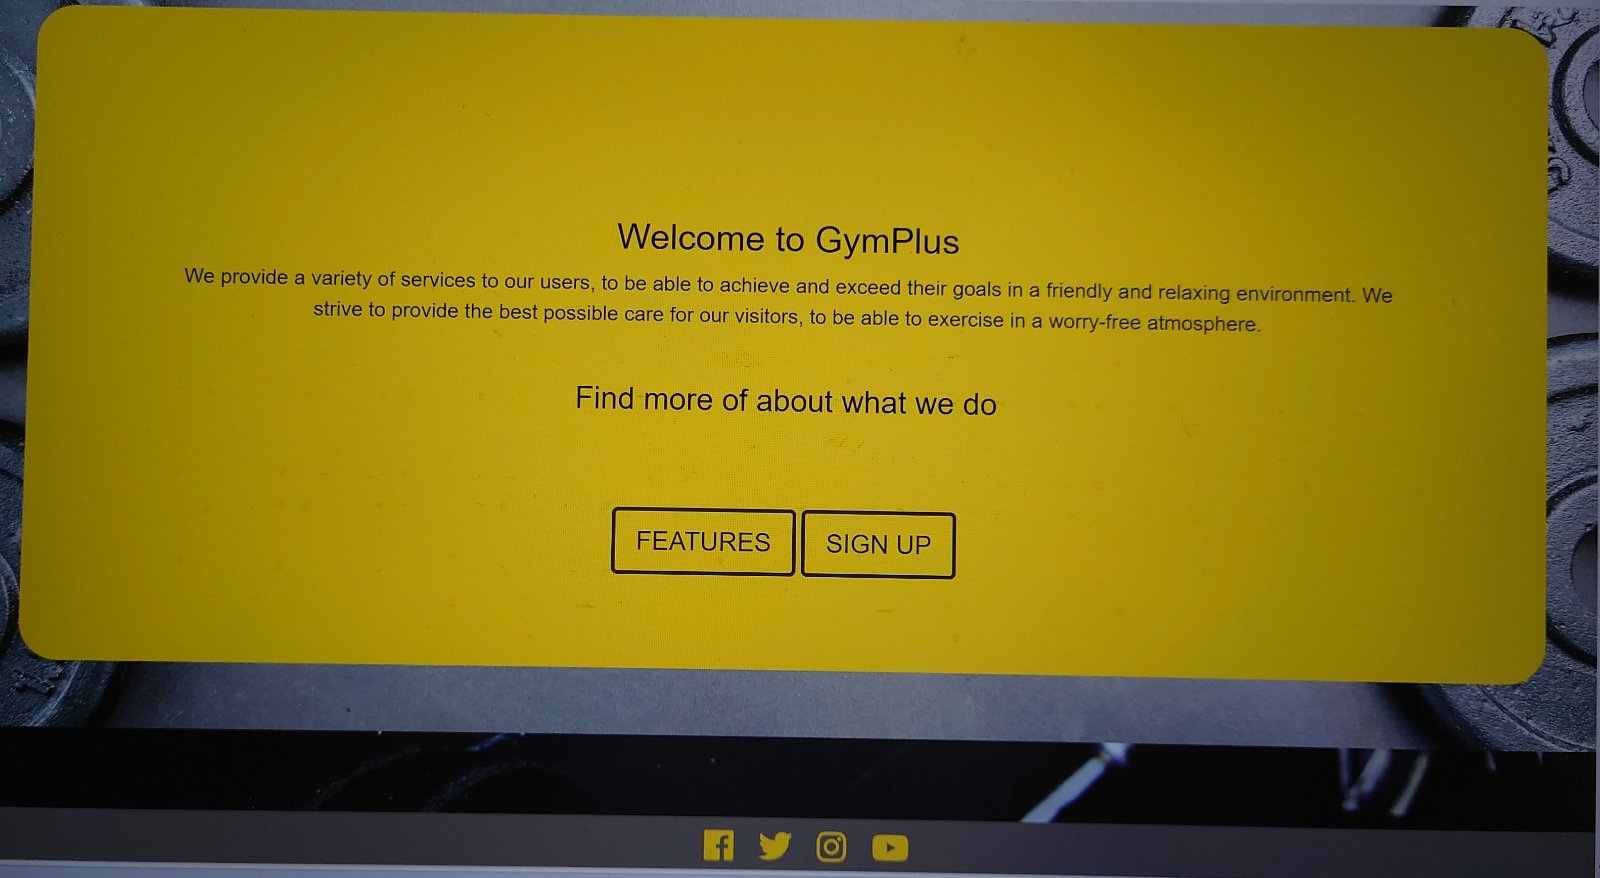 Welcome to GymPlus
We provide a variety of services to our users, to be able to achieve and exceed their goals in a friendly and relaxing environment. We
strive to provide the best possible care for our visitors, to be able to exercise in a worry-free atmosphere.
Find more of about what we do
FEATURES SIGN UP